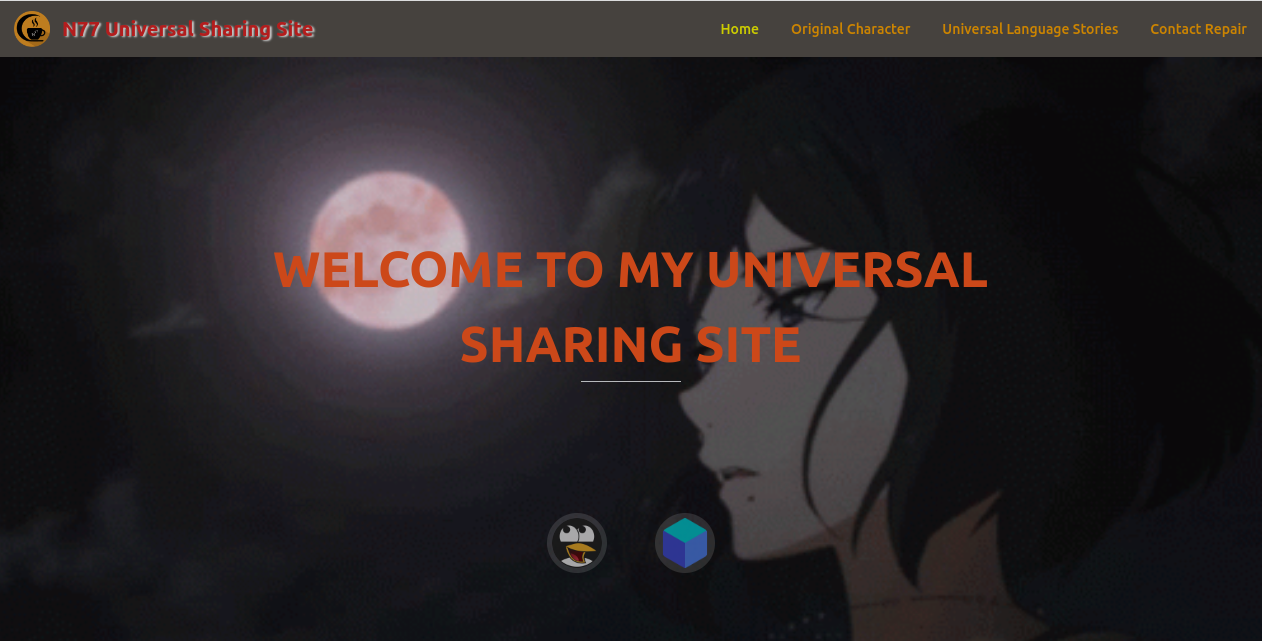 N77 Universal Sharing Site
Home Original Character Universal Language Stories Contact Repair
WELCOME TO MY UNIVERSAL
SHARING SITE